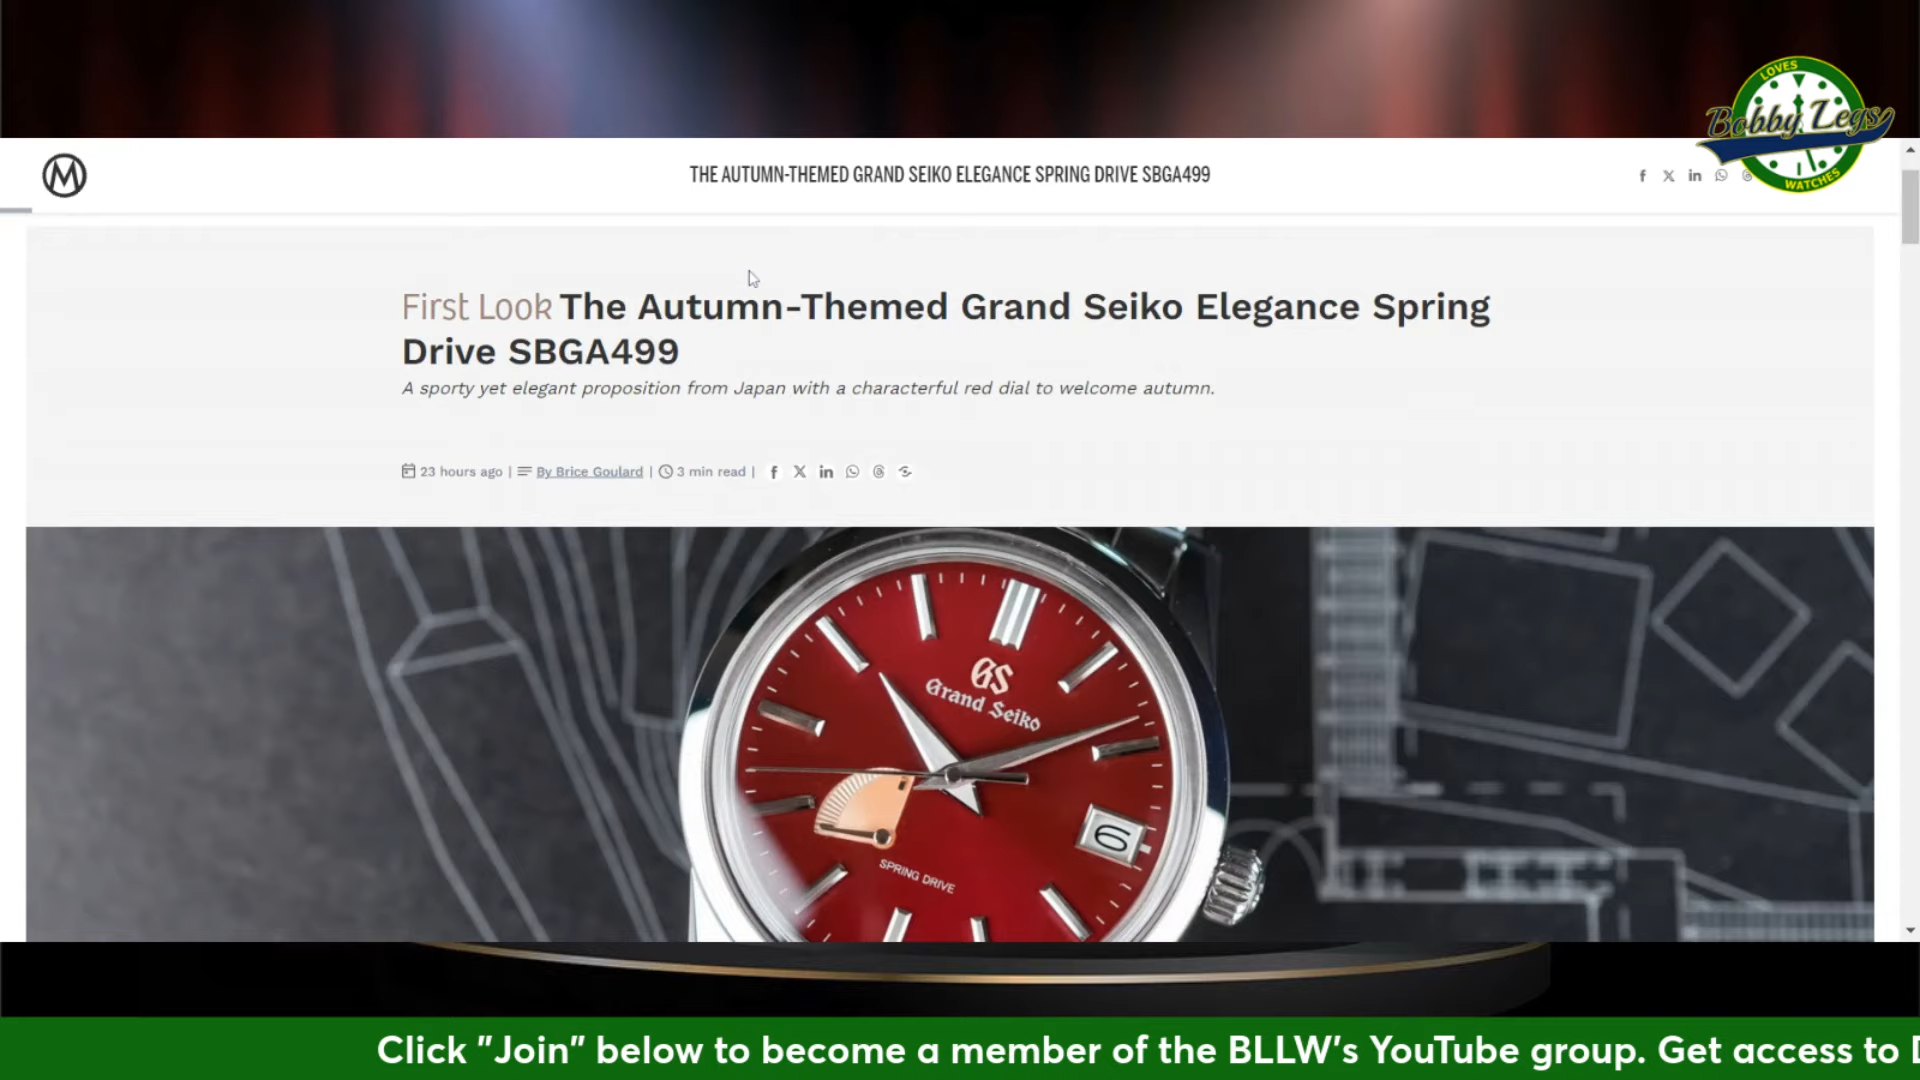 LOVES
Bobby Legs
WATCHES
THE AUTUMN-THEMED GRAND SEIKO ELEGANCE SPRING DRIVE SBGA499
First Look The Autumn-Themed Grand Seiko Elegance Spring
Drive SBGA499
A sporty yet elegant proposition from Japan with a characterful red dial to welcome autumn.
23 hours ago | By Brice Goulard | 3 min read |
GS
Grand Seiko
6
SPRING DRIVE
Click "Join" below to become a member of the BLLW's YouTube group. Get access to